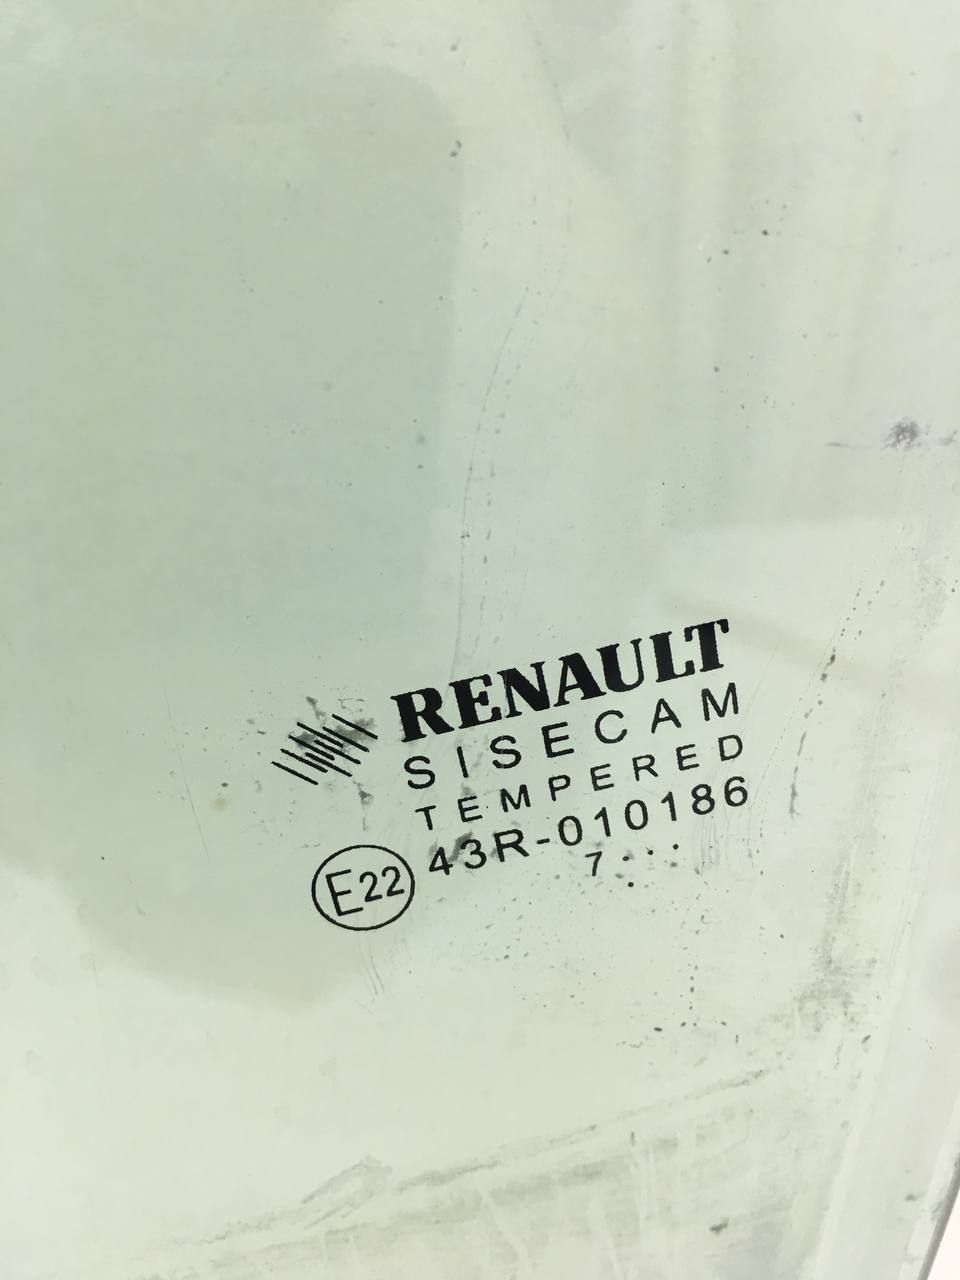 RENAULT
SISECAM
TEMPERED
E22 43R-010186
7 . . . .